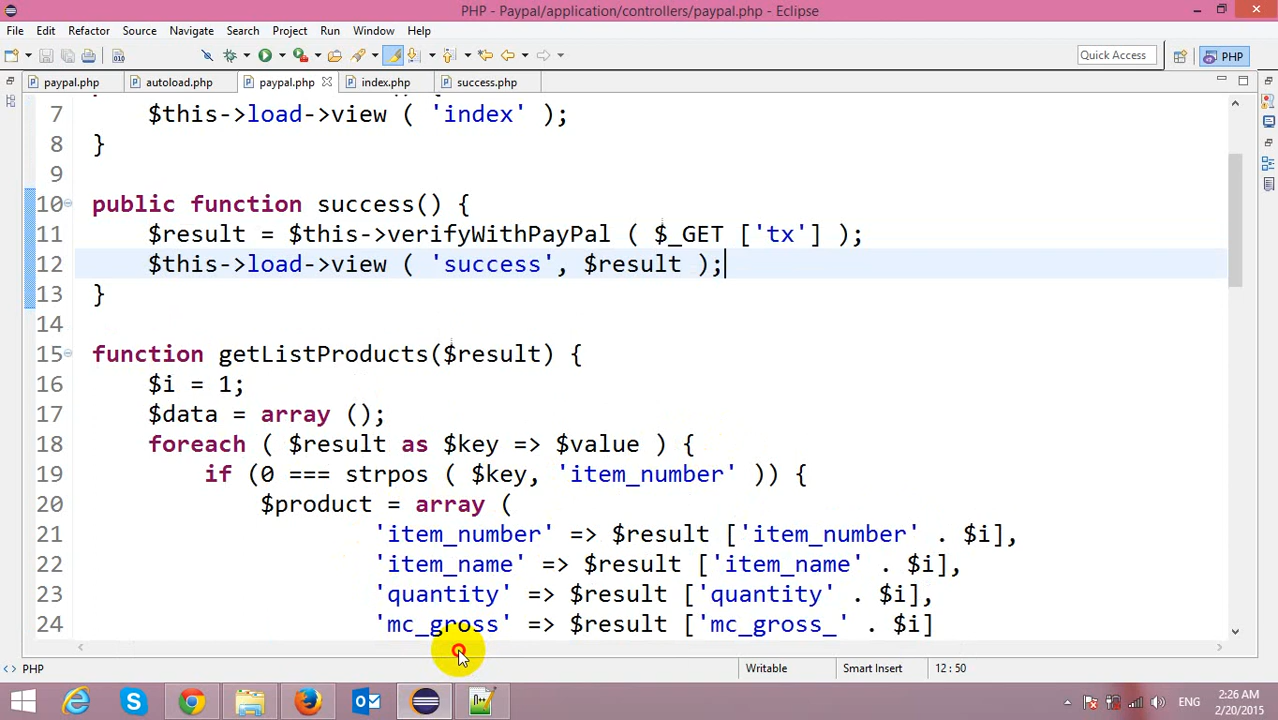 PHP - Paypal/application/controllers/paypal.php - Eclipse
File Edit Refactor Source Navigate Search Project Run Window Help
Quick Access PHP
paypal.php autoload.php paypal.php index.php success.php
7 $this->load->view ( 'index' );
8 }
9
10 public function success() {
11 $result = $this->verifyWithPayPal ( $_GET ['tx'] );
12 $this->load->view ( 'success', $result );
13 }
14
15 function getListProducts($result) {
16 $i = 1;
17 $data = array ();
18 foreach ( $result as $key => $value ) {
19 if (0 === strpos ( $key, 'item_number' )) {
20 $product = array (
21 'item_number' => $result ['item_number' . $i],
22 'item_name' => $result ['item_name' . $i],
23 'quantity' => $result ['quantity' . $i],
24 'mc_gross' => $result ['mc_gross_' . $i]
PHP Writable Smart Insert 12 : 50
ENG 2:26 AM
2/20/2015